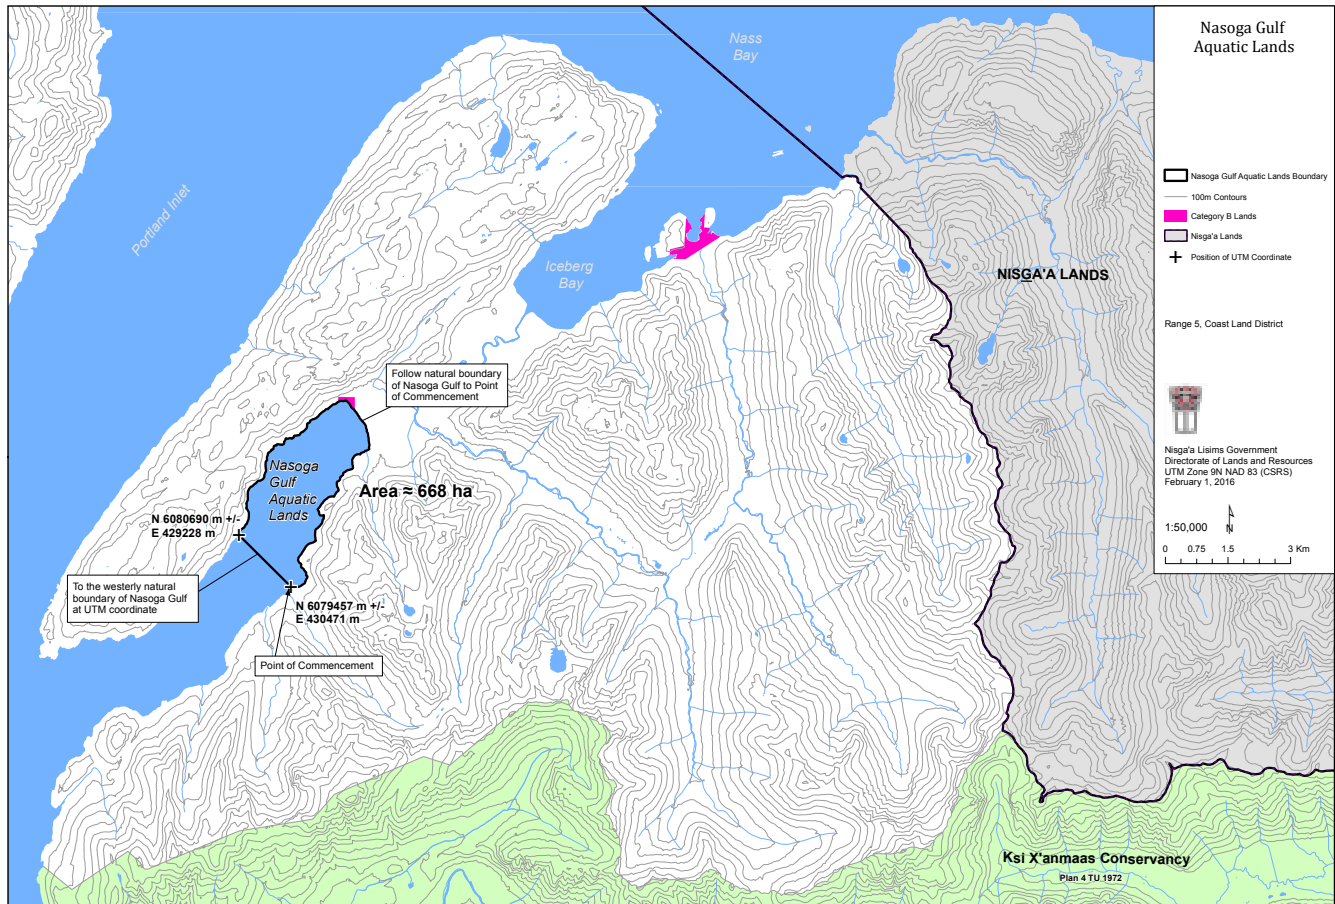 Nasoga Gulf
Aquatic Lands
Nasoga Gulf Aquatic Lands Boundary
100m Contours
Category B Lands
Nisga'a Lands
Position of UTM Coordinate
Range 5, Coast Land District
Nisga'a Lisims Government
Directorate of Lands and Resources
UTM Zone 9N NAD 83 (CSRS)
February 1, 2016
1:50,000
N
0 0.75 1.5 3 Km
Nass
Bay
Portland Inlet
Iceberg
Bay
NISGA'A LANDS
Follow natural boundary
of Nasoga Gulf to Point
of Commencement
Nasoga
Gulf
Aquatic
Lands
Area ≈ 668 ha
N 6080690 m +/-
E 429228 m
To the westerly natural
boundary of Nasoga Gulf
at UTM coordinate
N 6079457 m +/-
E 430471 m
Point of Commencement
Ksi X'anmaas Conservancy
Plan 4 TU 1972